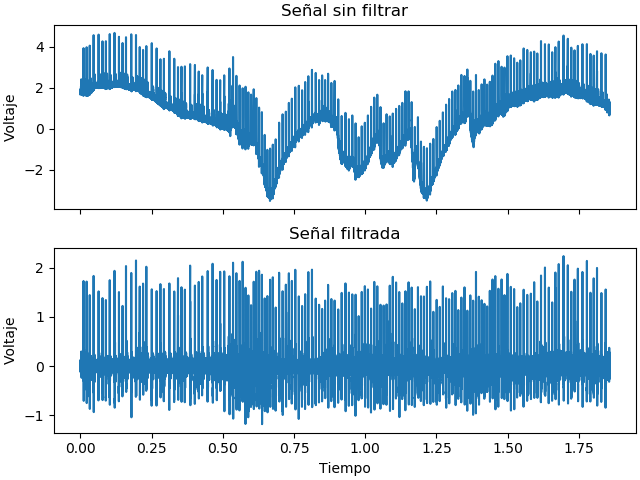 Señal sin filtrar
Voltaje
4
2
0
−2
Señal filtrada
Voltaje
2
1
0
−1
0.00 0.25 0.50 0.75 1.00 1.25 1.50 1.75
Tiempo